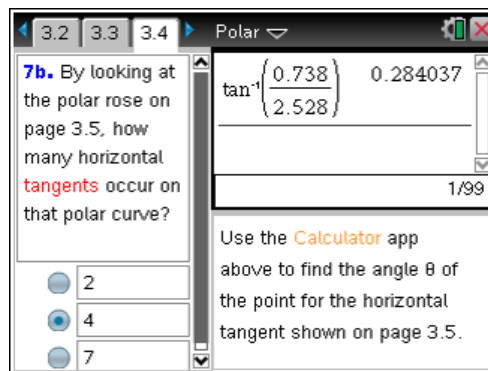 3.2 3.3 3.4 Polar
7b. By looking at
the polar rose on
page 3.5, how
many horizontal
tangents occur on
that polar curve?
2
4
7
tan⁻¹(0.738/2.528) 0.284037
1/99
Use the Calculator app
above to find the angle θ of
the point for the horizontal
tangent shown on page 3.5.